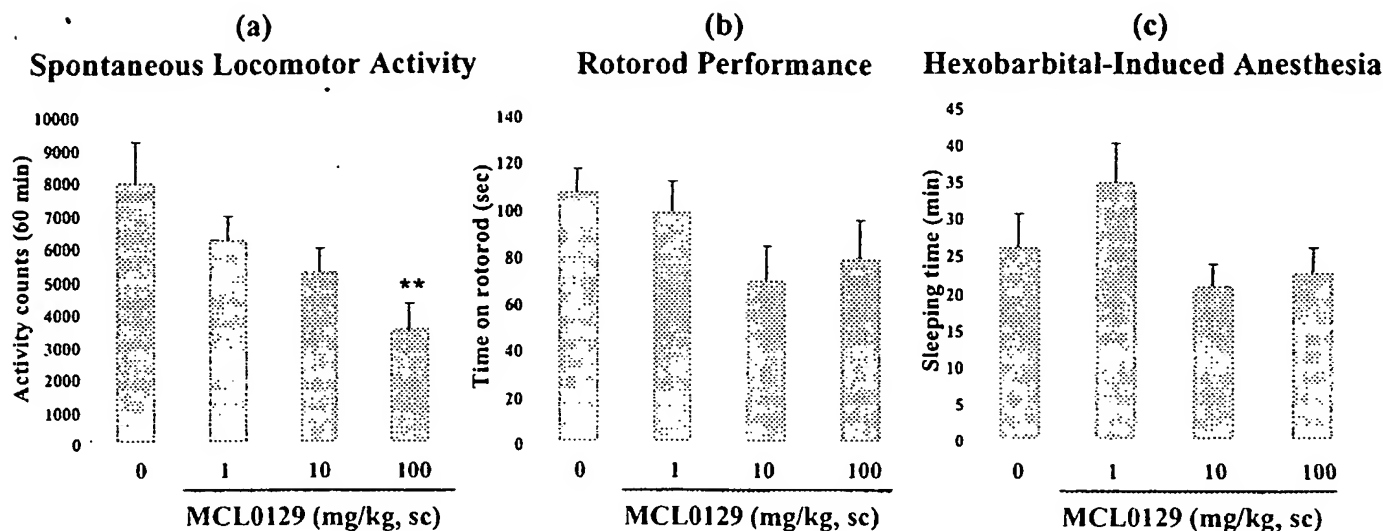 (a)
Spontaneous Locomotor Activity
Activity counts (60 min)
10000
9000
8000
7000
6000
5000
4000
3000
2000
1000
0
**
0 1 10 100
MCL0129 (mg/kg, sc)
(b)
Rotorod Performance
Time on rotorod (sec)
140
120
100
80
60
40
20
0
0 1 10 100
MCL0129 (mg/kg, sc)
(c)
Hexobarbital-Induced Anesthesia
Sleeping time (min)
45
40
35
30
25
20
15
10
5
0
0 1 10 100
MCL0129 (mg/kg, sc)